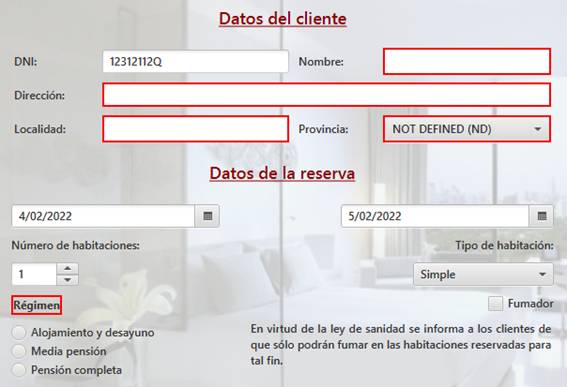 Datos del cliente
DNI: 12312112Q Nombre:
Dirección:
Localidad: Provincia: NOT DEFINED (ND)
Datos de la reserva
4/02/2022 5/02/2022
Número de habitaciones: Tipo de habitación:
1 Simple
Régimen Fumador
Alojamiento y desayuno
Media pensión
Pensión completa
En virtud de la ley de sanidad se informa a los clientes de
que sólo podrán fumar en las habitaciones reservadas para
tal fin.